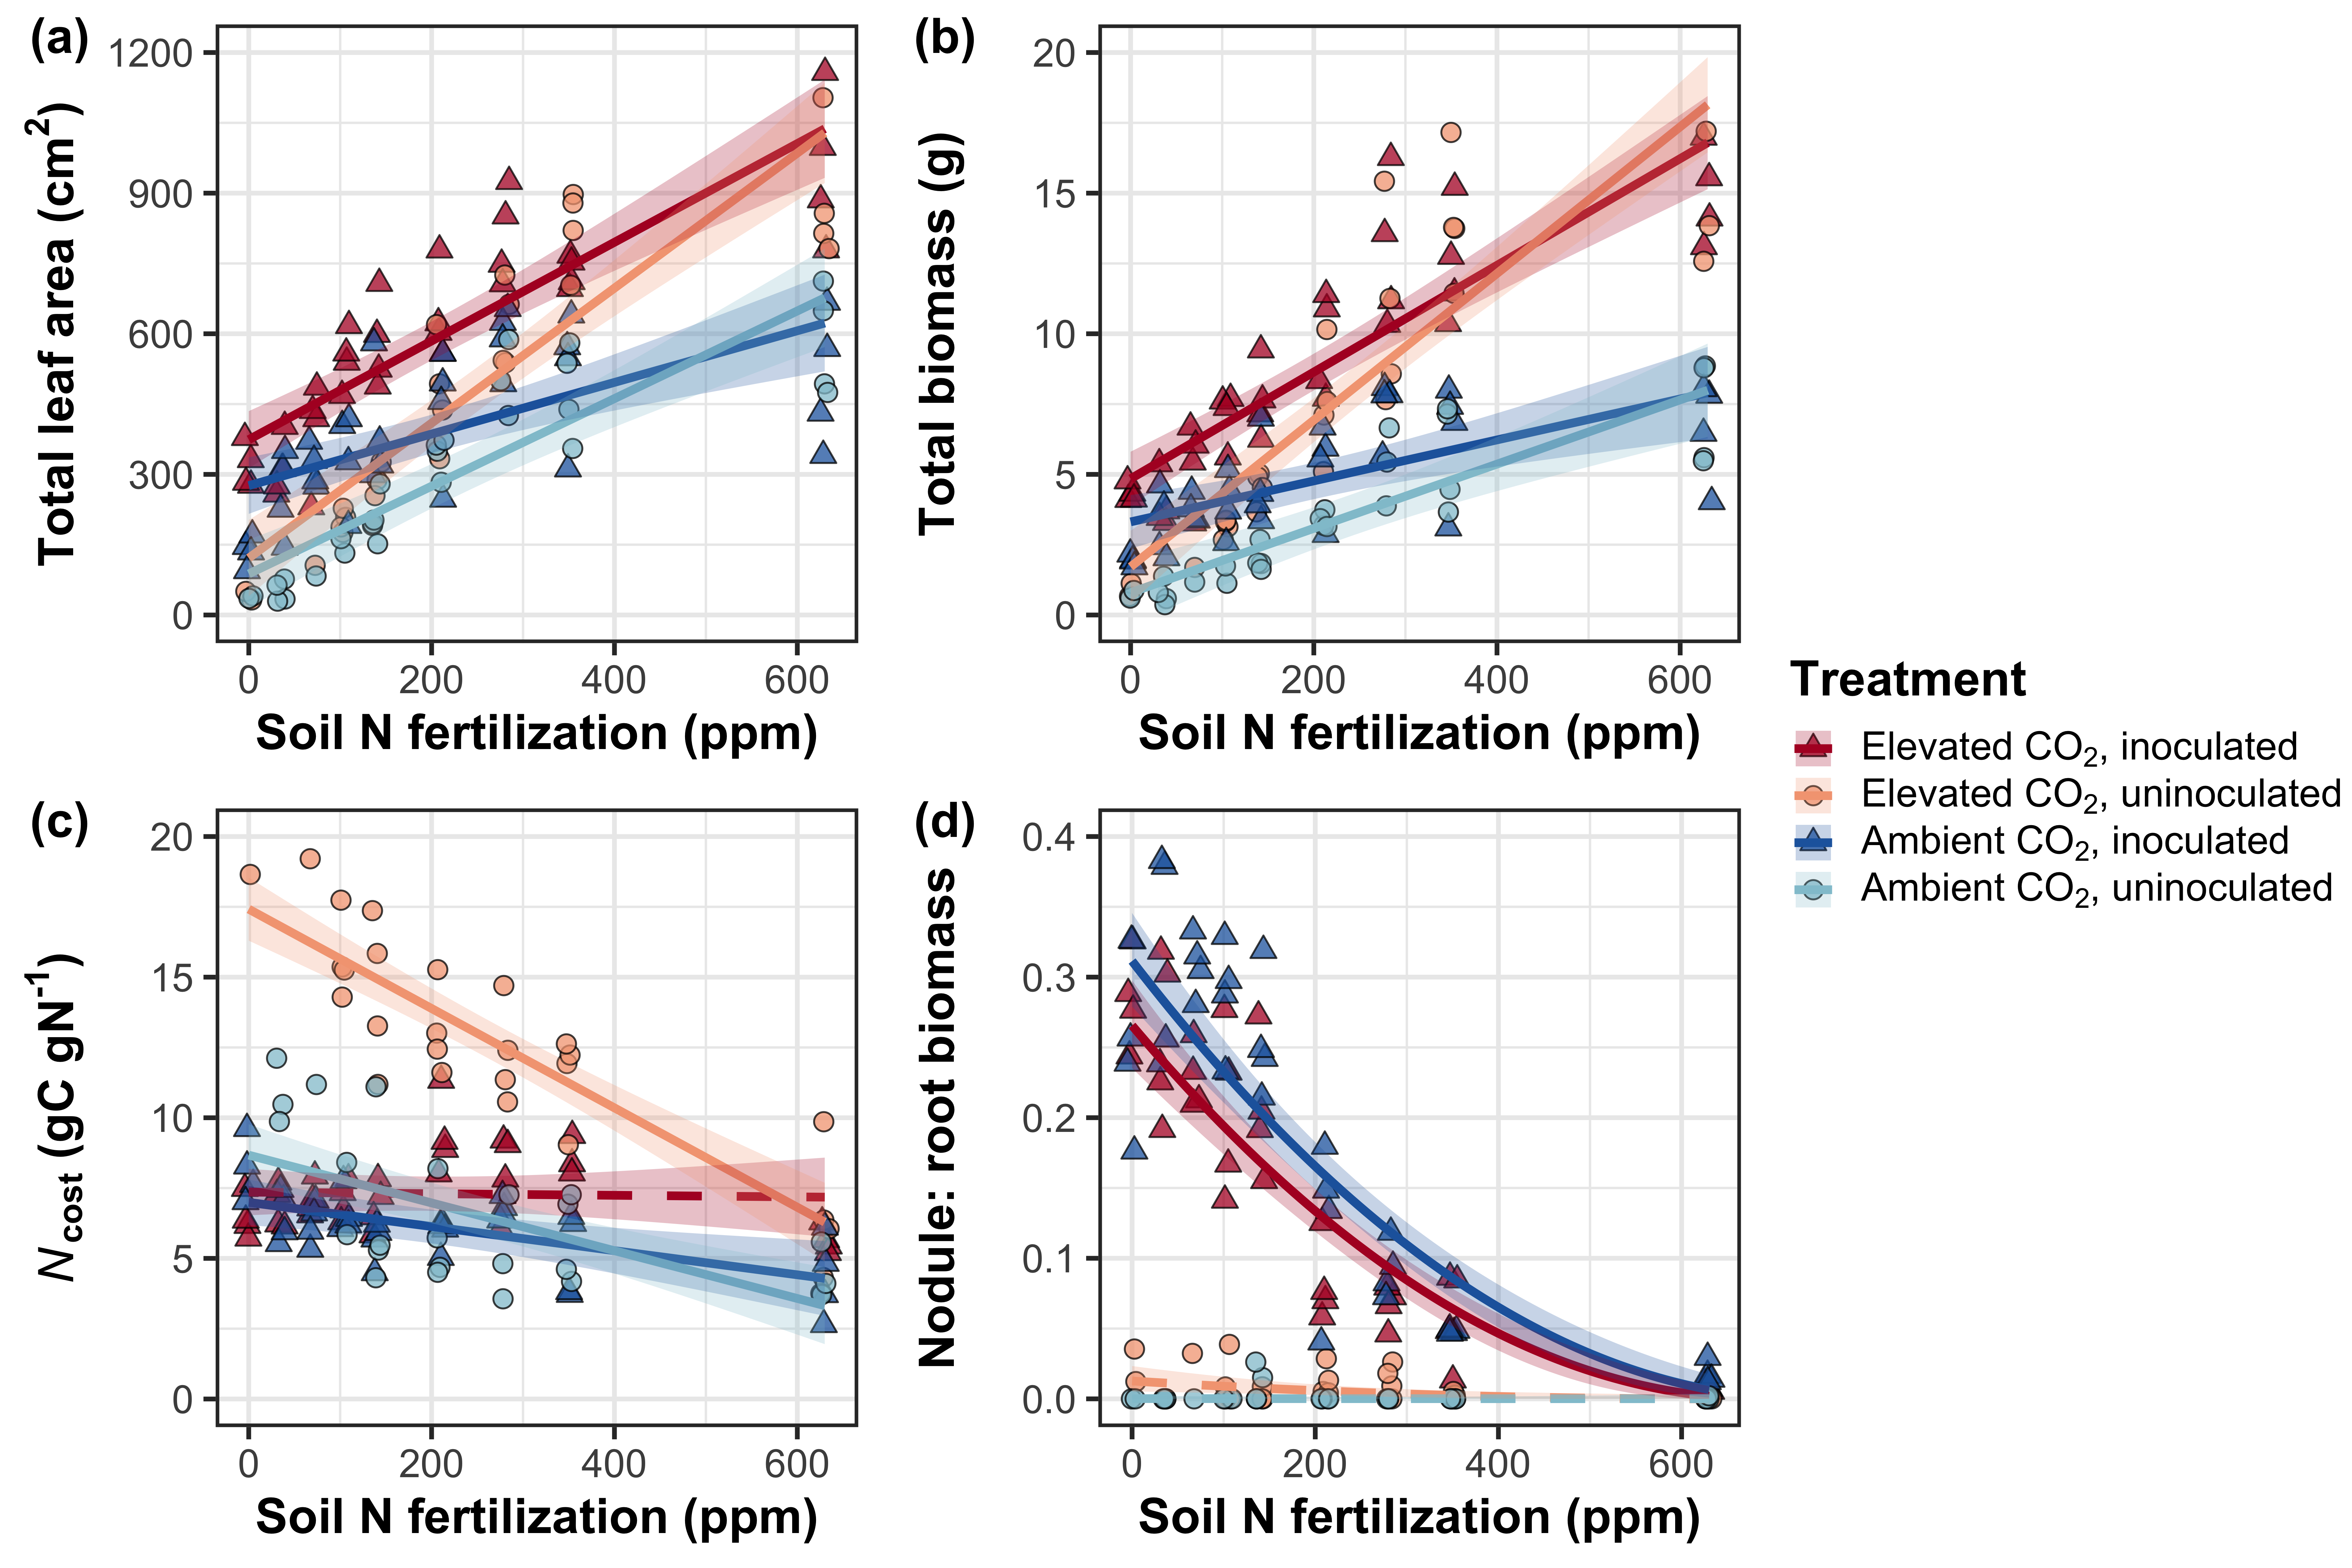 (a)
1200
900
600
300
0
Total leaf area (cm²)
0 200 400 600
Soil N fertilization (ppm)
(b)
20
15
10
5
0
Total biomass (g)
0 200 400 600
Soil N fertilization (ppm)
Treatment
Elevated CO₂, inoculated
Elevated CO₂, uninoculated
Ambient CO₂, inoculated
Ambient CO₂, uninoculated
(c)
20
15
10
5
0
N cost (gC gN⁻¹)
0 200 400 600
Soil N fertilization (ppm)
(d)
0.4
0.3
0.2
0.1
0.0
Nodule: root biomass
0 200 400 600
Soil N fertilization (ppm)